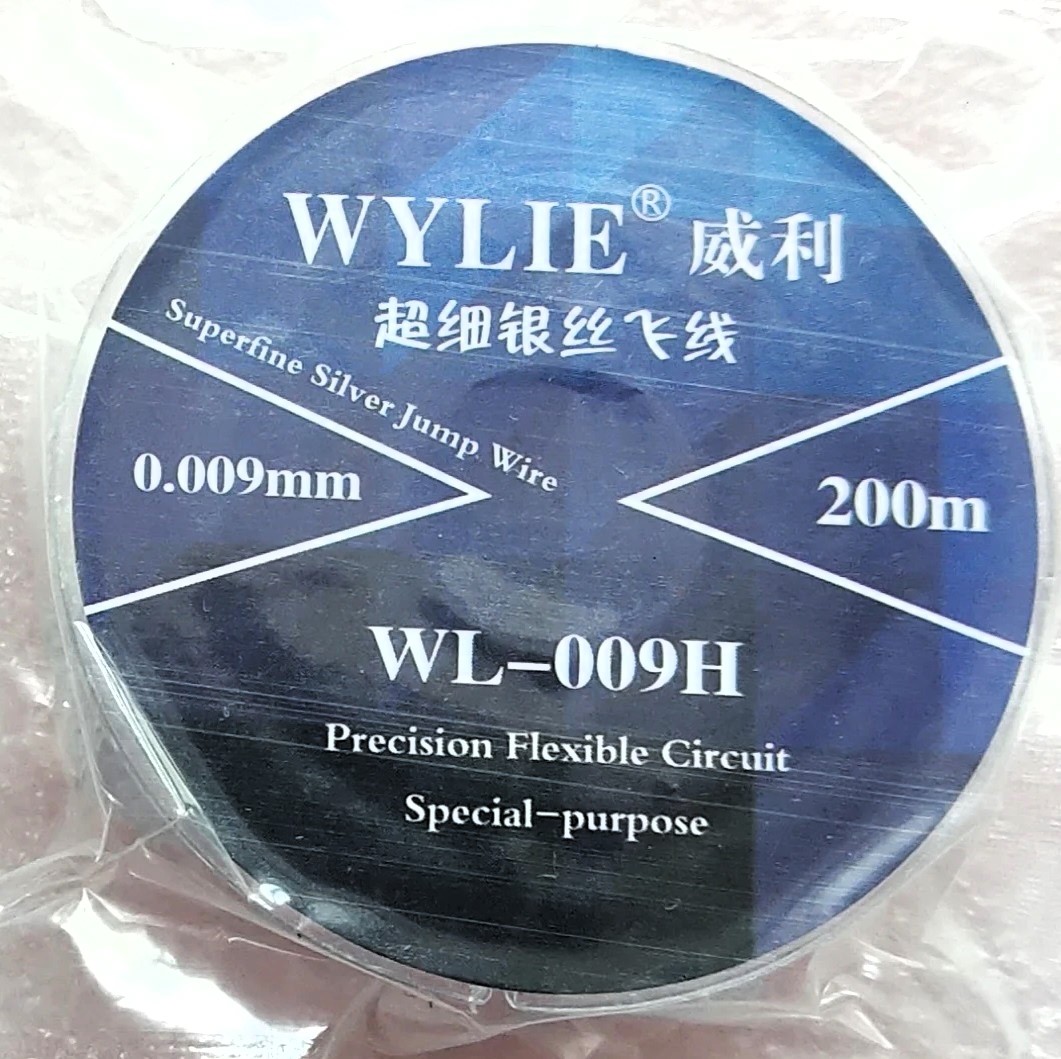 WYLIE® 威利
超细银丝飞线
Superfine Silver Jump Wire
0.009mm
200m
WL-009H
Precision Flexible Circuit
Special-purpose